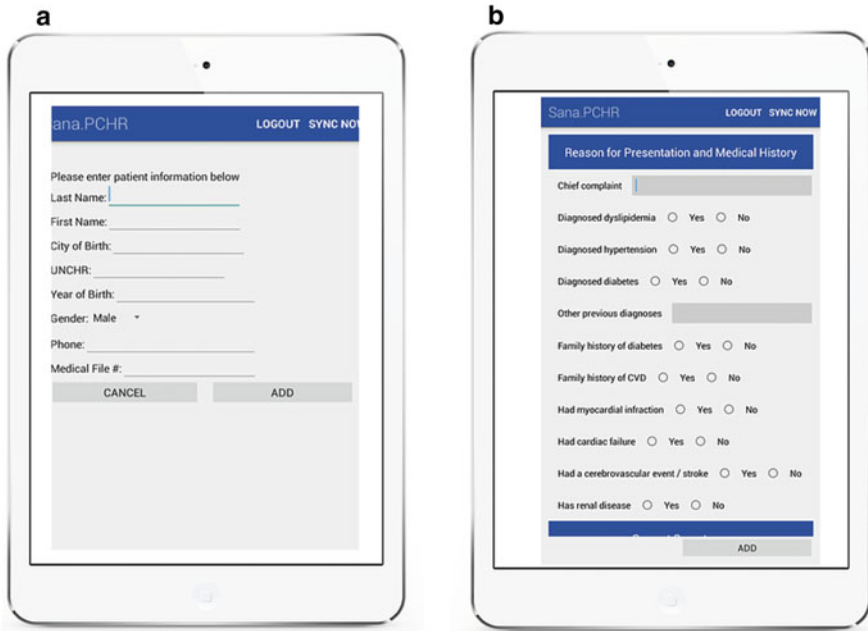 a
ana.PCHR LOGOUT SYNC NOW
Please enter patient information below
Last Name:
First Name:
City of Birth:
UNCHR:
Year of Birth:
Gender: Male
Phone:
Medical File #:
CANCEL ADD
b
Sana.PCHR LOGOUT SYNC NOW
Reason for Presentation and Medical History
Chief complaint
Diagnosed dyslipidemia Yes No
Diagnosed hypertension Yes No
Diagnosed diabetes Yes No
Other previous diagnoses
Family history of diabetes Yes No
Family history of CVD Yes No
Had myocardial infraction Yes No
Had cardiac failure Yes No
Had a cerebrovascular event / stroke Yes No
Has renal disease Yes No
ADD